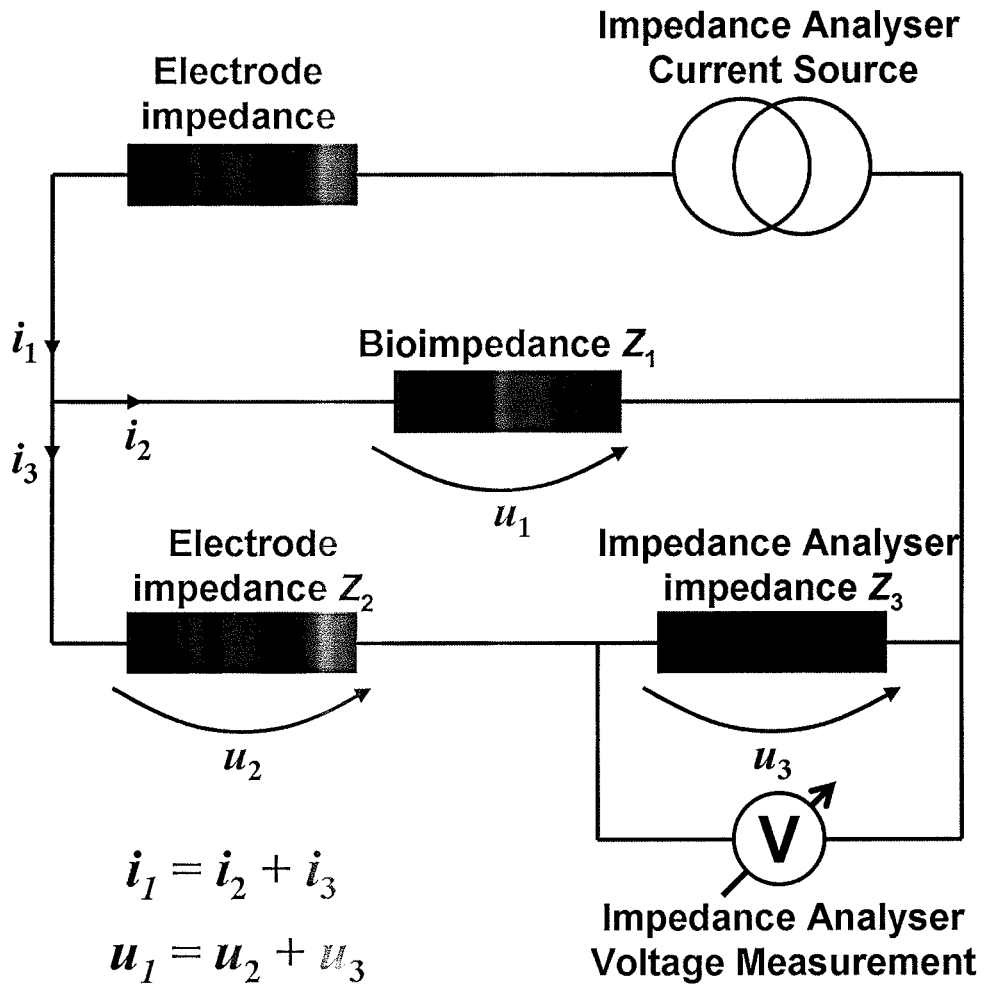 Impedance Analyser
Current Source
Electrode
impedance
i₁
Bioimpedance Z₁
i₂
i₃
u₁
Electrode
impedance Z₂
Impedance Analyser
impedance Z₃
u₂
u₃
V
i₁ = i₂ + i₃
u₁ = u₂ + u₃
Impedance Analyser
Voltage Measurement